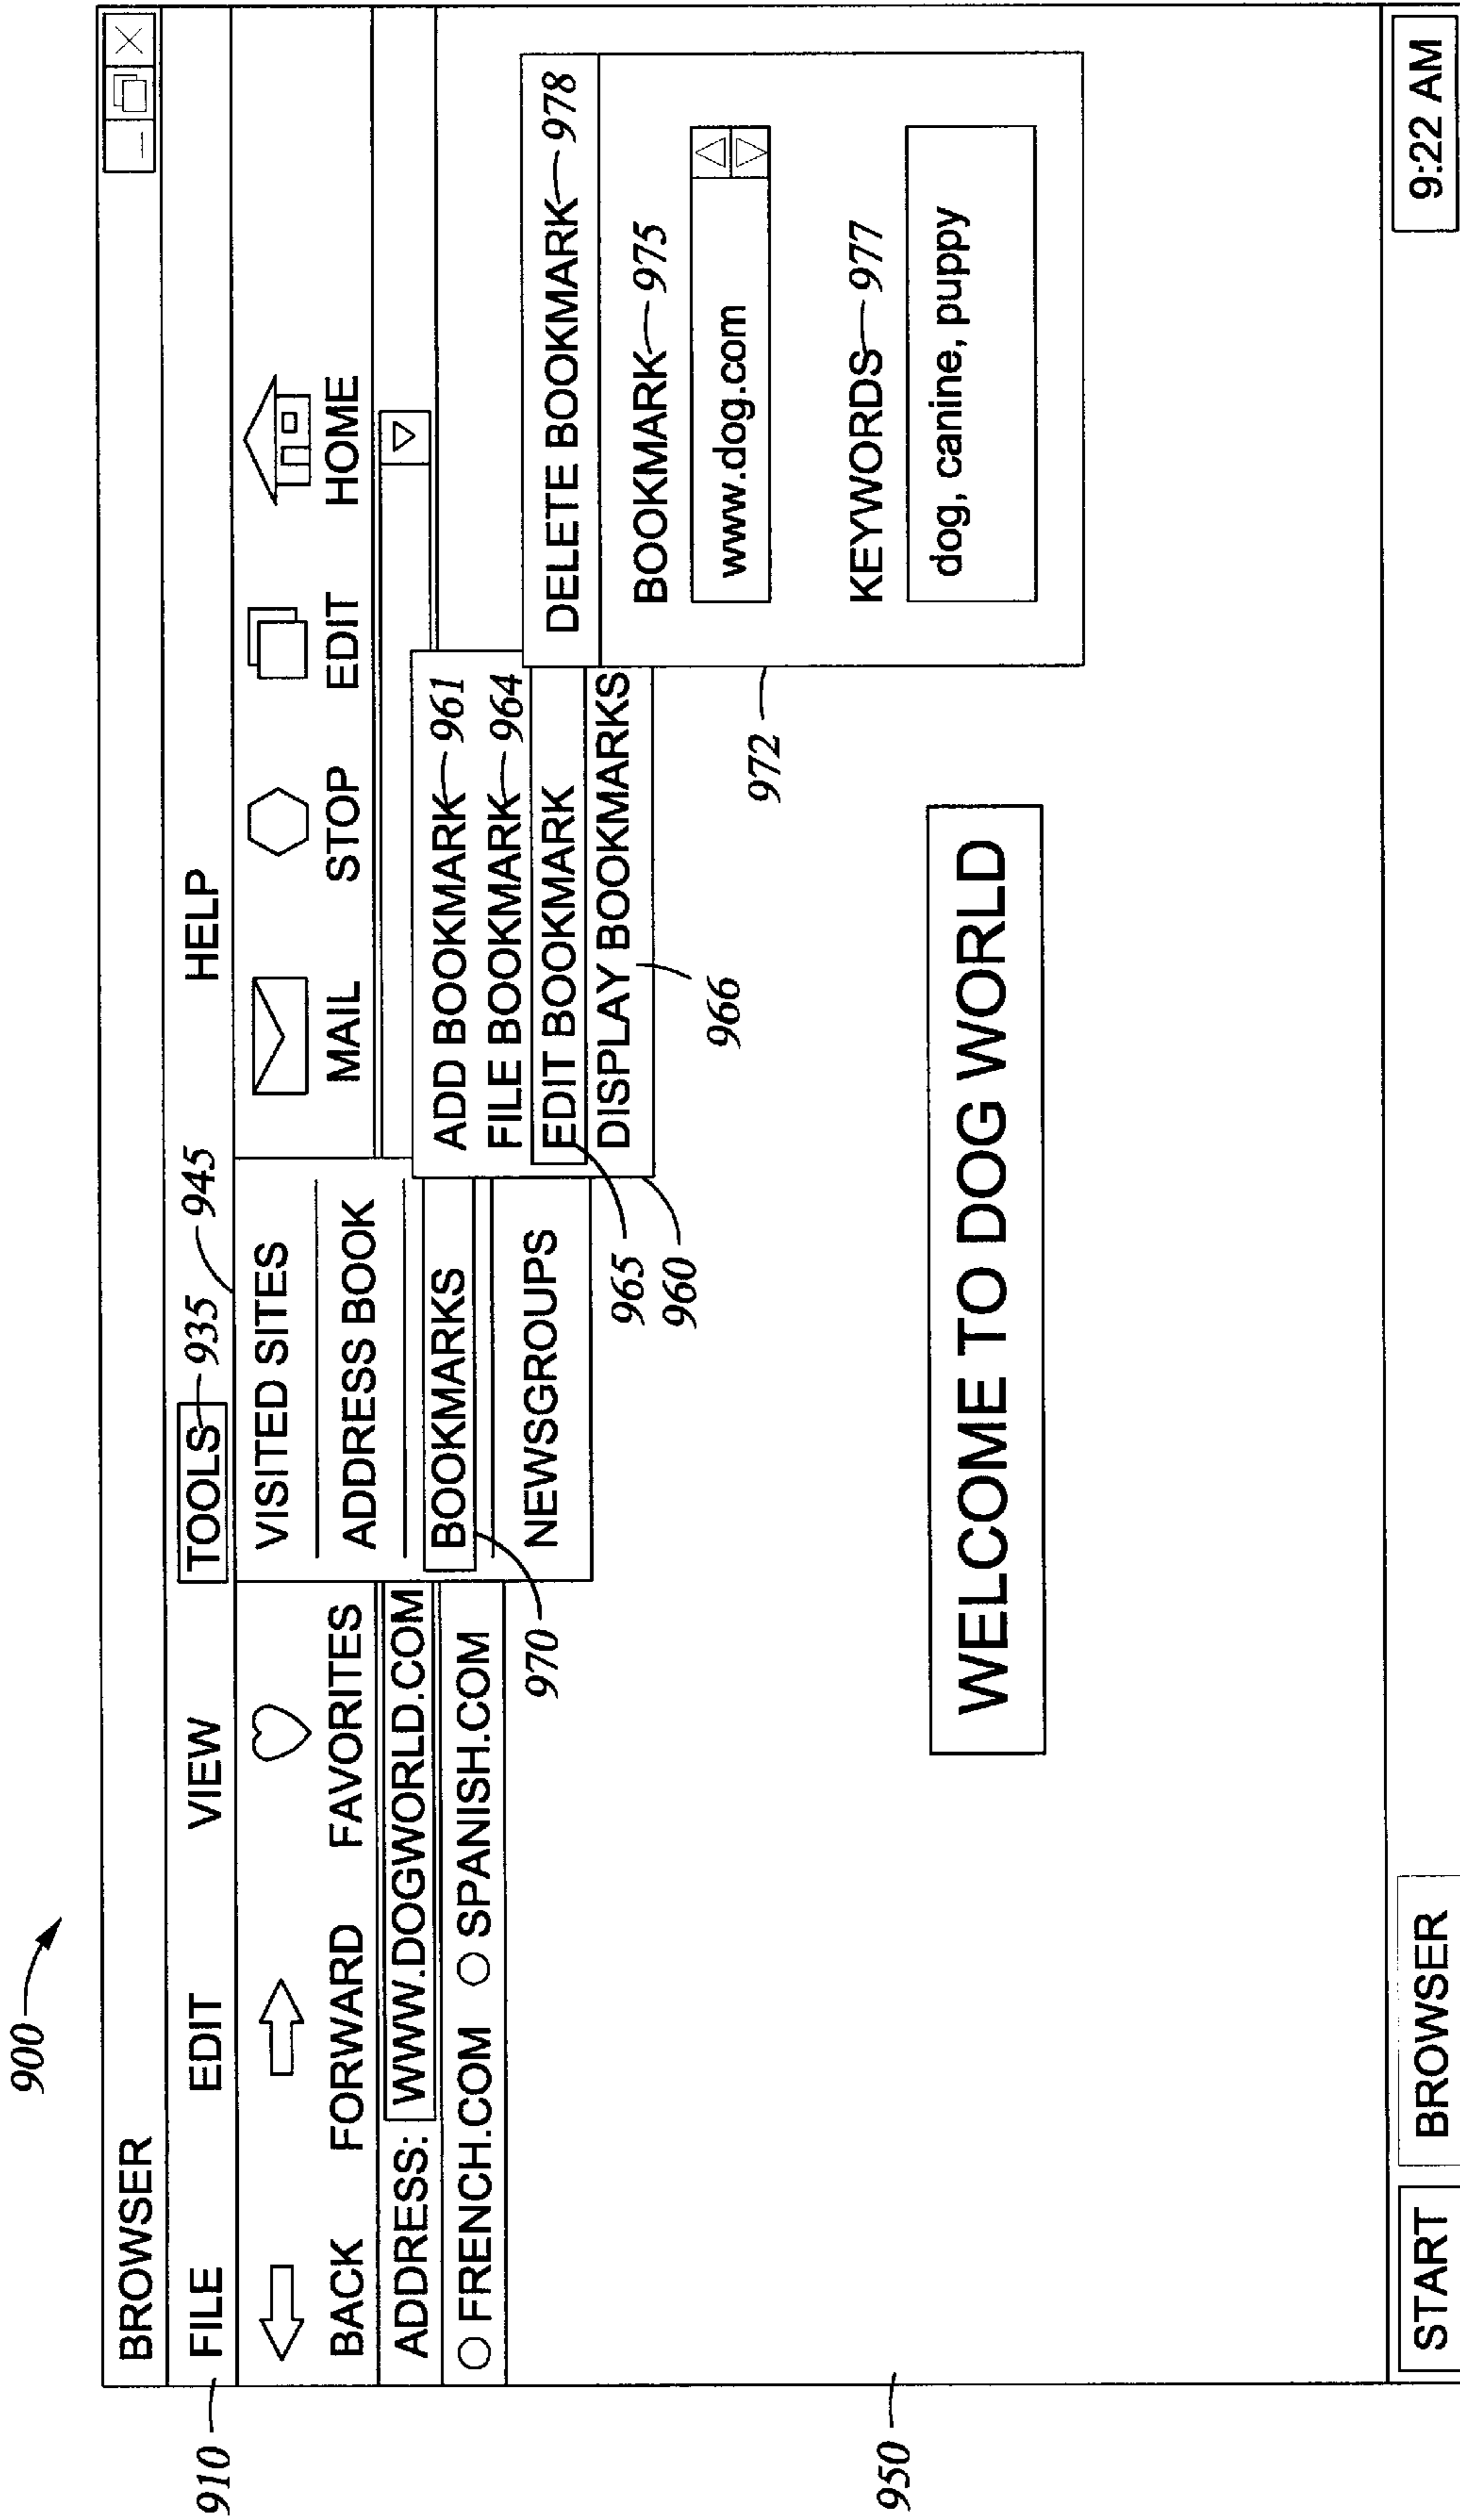 900
BROWSER
910
FILE EDIT VIEW TOOLS 935 945 HELP
BACK FORWARD FAVORITES MAIL STOP EDIT HOME
VISITED SITES
ADDRESS BOOK
BOOKMARKS
NEWSGROUPS
970
ADDRESS: WWW.DOGWORLD.COM
FRENCH.COM SPANISH.COM
ADD BOOKMARK 961
FILE BOOKMARK 964
EDIT BOOKMARK
DISPLAY BOOKMARKS
965
960
966
DELETE BOOKMARK 978
BOOKMARK 975
www.dog.com
KEYWORDS 977
dog, canine, puppy
972
WELCOME TO DOG WORLD
950
START BROWSER 9:22 AM